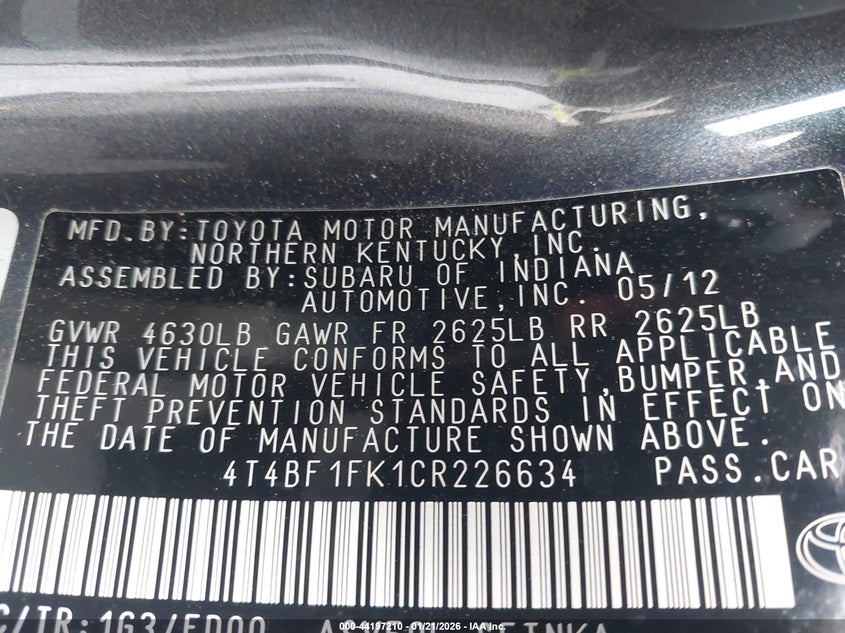 MFD.BY:TOYOTA MOTOR MANUFACTURING,
NORTHERN KENTUCKY,INC.
ASSEMBLED BY:SUBARU OF INDIANA
AUTOMOTIVE,INC. 05/12
GVWR 4630LB GAWR FR 2625LB RR 2625LB
THIS VEHICLE CONFORMS TO ALL APPLICABLE
FEDERAL MOTOR VEHICLE SAFETY,BUMPER,AND
THEFT PREVENTION STANDARDS IN EFFECT ON
THE DATE OF MANUFACTURE SHOWN ABOVE.
4T4BF1FK1CR226634 PASS.CAR
C/TR:1G3/FD00
000-44197210 - 01/21/2026 - IAA Inc.